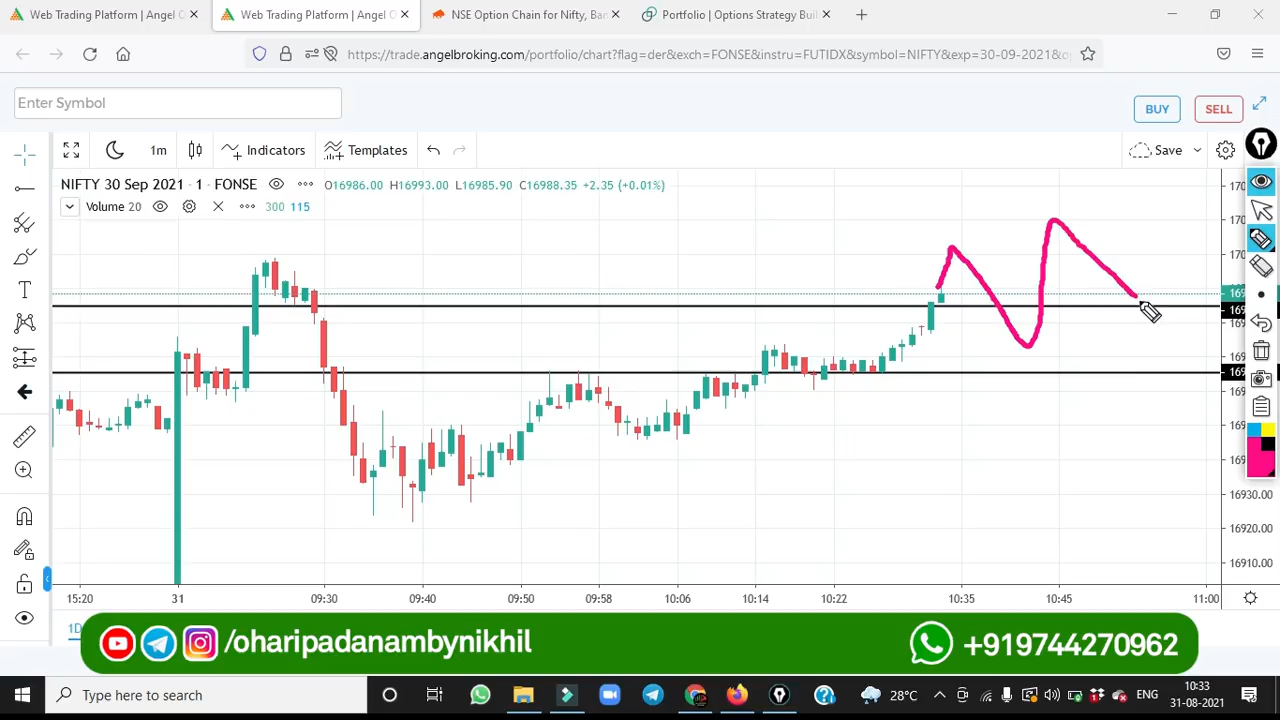 Web Trading Platform | Angel O
Web Trading Platform | Angel O
NSE Option Chain for Nifty, Ban
Portfolio | Options Strategy Buil
https://trade.angelbroking.com/portfolio/chart?flag=der&exch=FONSE&instru=FUTIDX&symbol=NIFTY&exp=30-09-2021&
Enter Symbol
BUY
SELL
1m
Indicators
Templates
Save
NIFTY 30 Sep 2021 · 1 · FONSE
O16986.00 H16993.00 L16985.90 C16988.35 +2.35 (+0.01%)
Volume 20
300 115
16930.00
16920.00
16910.00
15:20
31
09:30
09:40
09:50
09:58
10:06
10:14
10:22
10:35
10:45
11:00
1D
/oharipadanambynikhil
+919744270962
Type here to search
28°C
ENG
10:33
31-08-2021